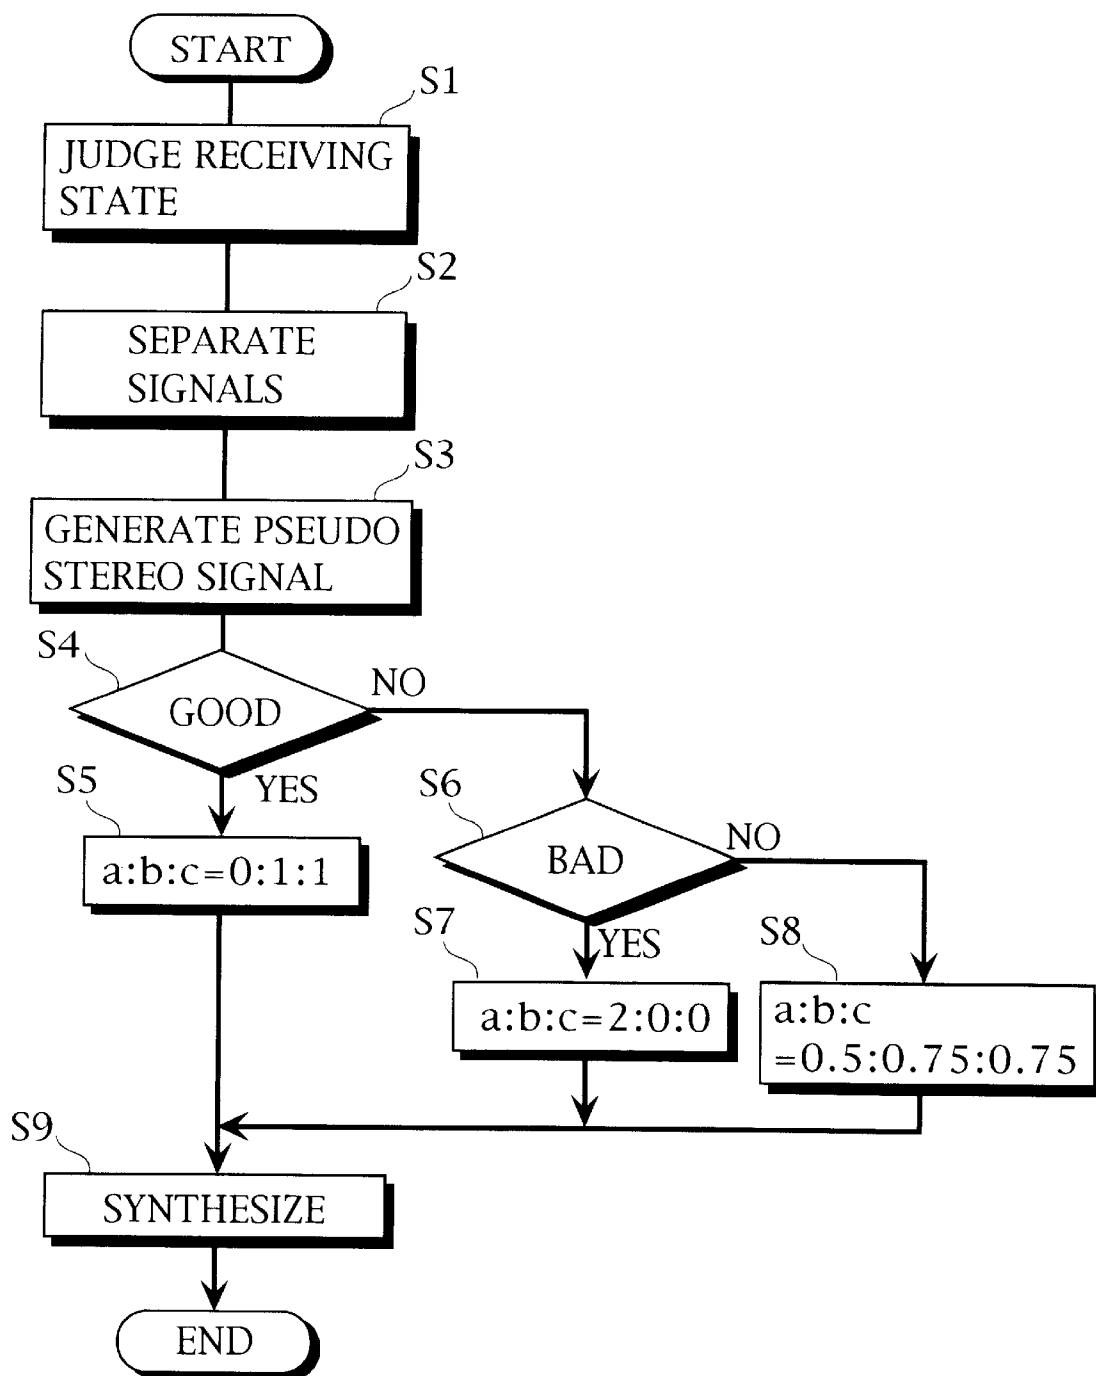 START
S1
JUDGE RECEIVING
STATE
S2
SEPARATE
SIGNALS
S3
GENERATE PSEUDO
STEREO SIGNAL
S4
GOOD
NO
YES
S5
a:b:c=0:1:1
S6
BAD
NO
YES
S7
a:b:c=2:0:0
S8
a:b:c
=0.5:0.75:0.75
S9
SYNTHESIZE
END